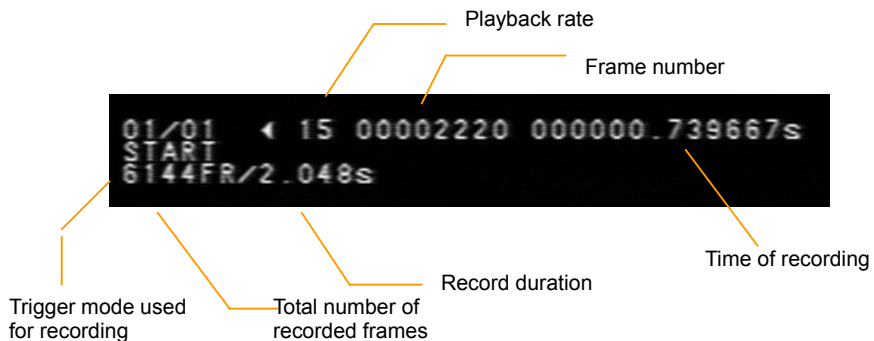 Playback rate
Frame number
01/01 ◀ 15 00002220 000000.739667s
START
6144FR/2.048s
Time of recording
Record duration
Trigger mode used
for recording
Total number of
recorded frames